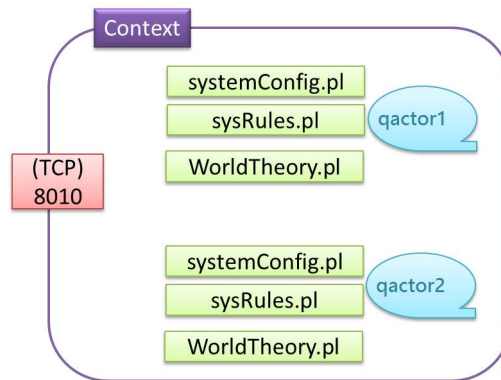 Context
systemConfig.pl
sysRules.pl
qactor1
WorldTheory.pl
(TCP)
8010
systemConfig.pl
sysRules.pl
qactor2
WorldTheory.pl